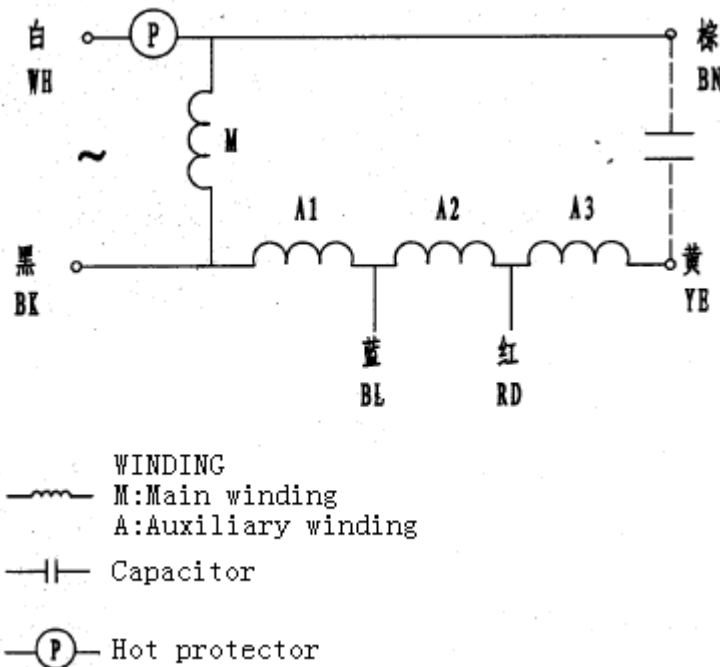 白
WH
P
棕
BN
~
M
A1
A2
A3
黑
BK
黄
YE
蓝
BL
红
RD
WINDING
M:Main winding
A:Auxiliary winding
Capacitor
P
Hot protector